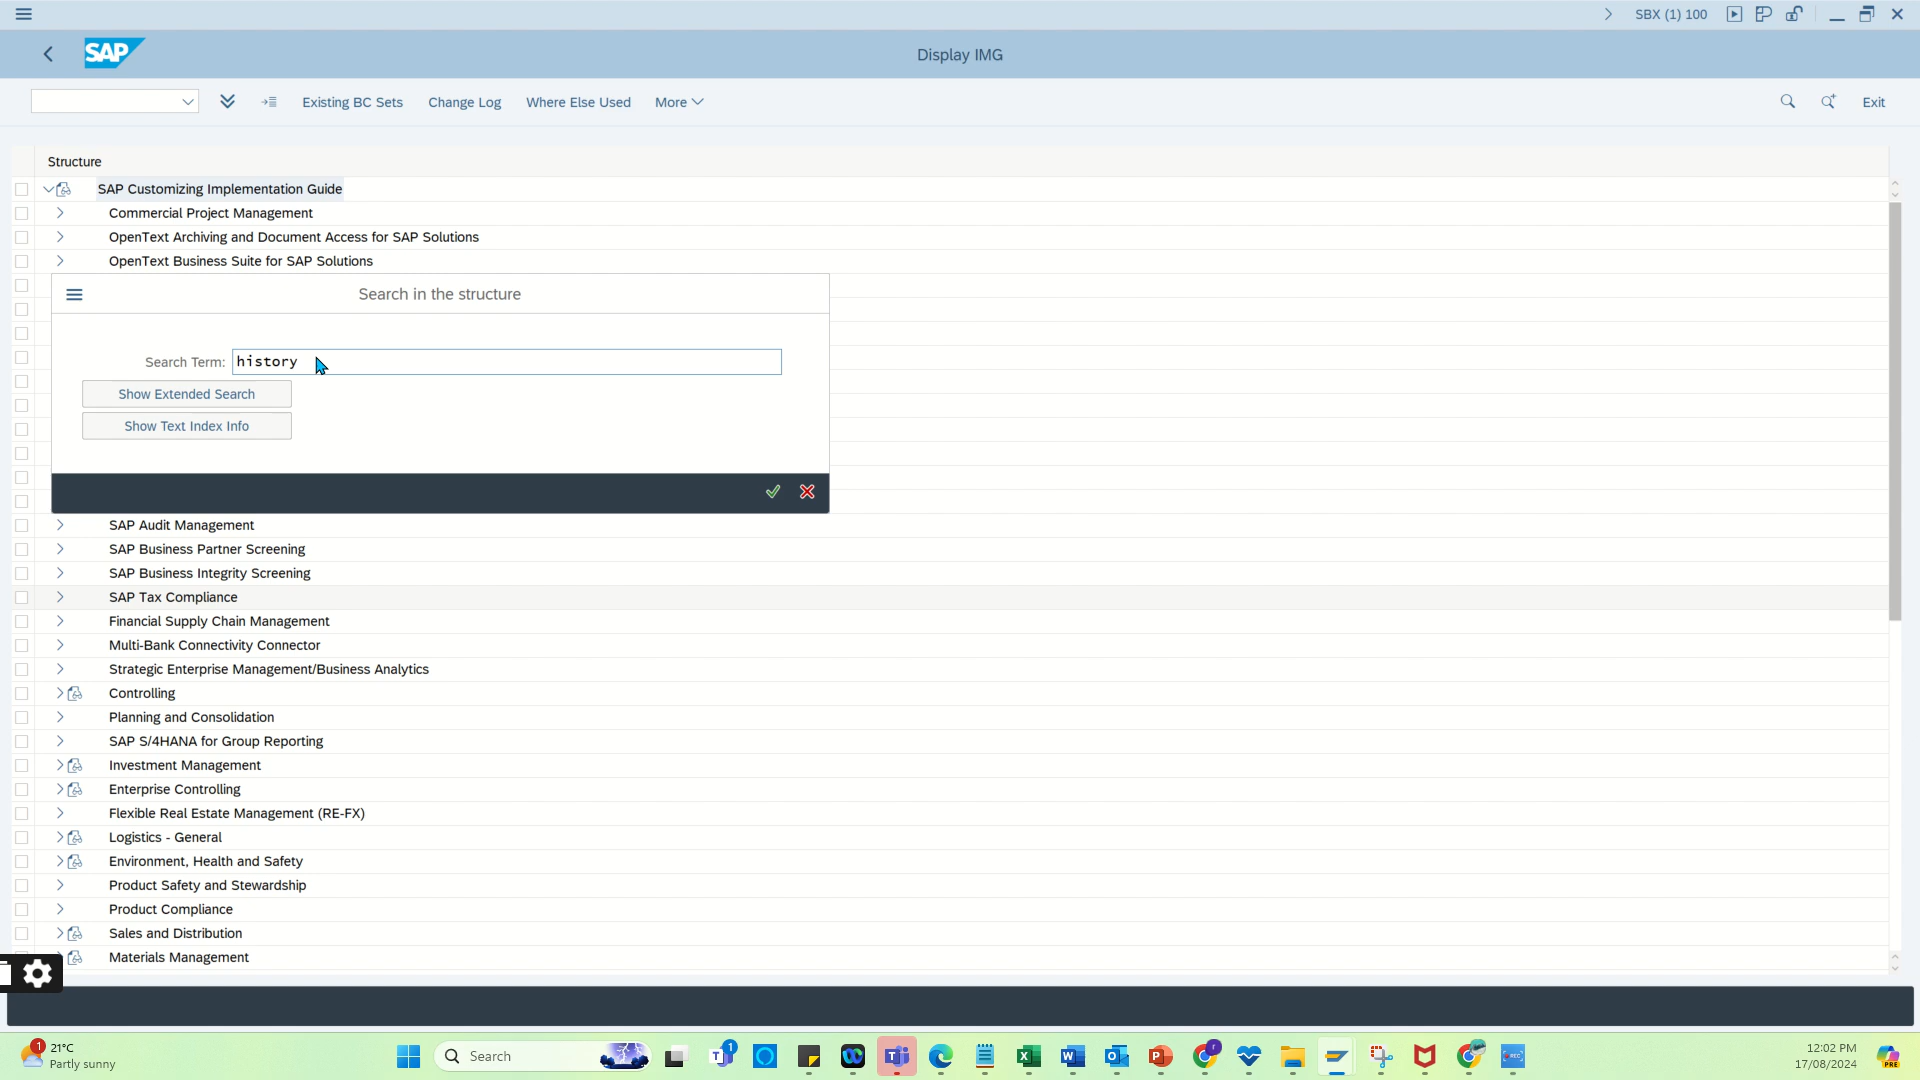 SBX (1) 100
SAP
Display IMG
Existing BC Sets
Change Log
Where Else Used
More
Exit
Structure
SAP Customizing Implementation Guide
Commercial Project Management
OpenText Archiving and Document Access for SAP Solutions
OpenText Business Suite for SAP Solutions
Search in the structure
Search Term: history
Show Extended Search
Show Text Index Info
SAP Audit Management
SAP Business Partner Screening
SAP Business Integrity Screening
SAP Tax Compliance
Financial Supply Chain Management
Multi-Bank Connectivity Connector
Strategic Enterprise Management/Business Analytics
Controlling
Planning and Consolidation
SAP S/4HANA for Group Reporting
Investment Management
Enterprise Controlling
Flexible Real Estate Management (RE-FX)
Logistics - General
Environment, Health and Safety
Product Safety and Stewardship
Product Compliance
Sales and Distribution
Materials Management
1
21°C
Partly sunny
Search
1
12:02 PM
17/08/2024